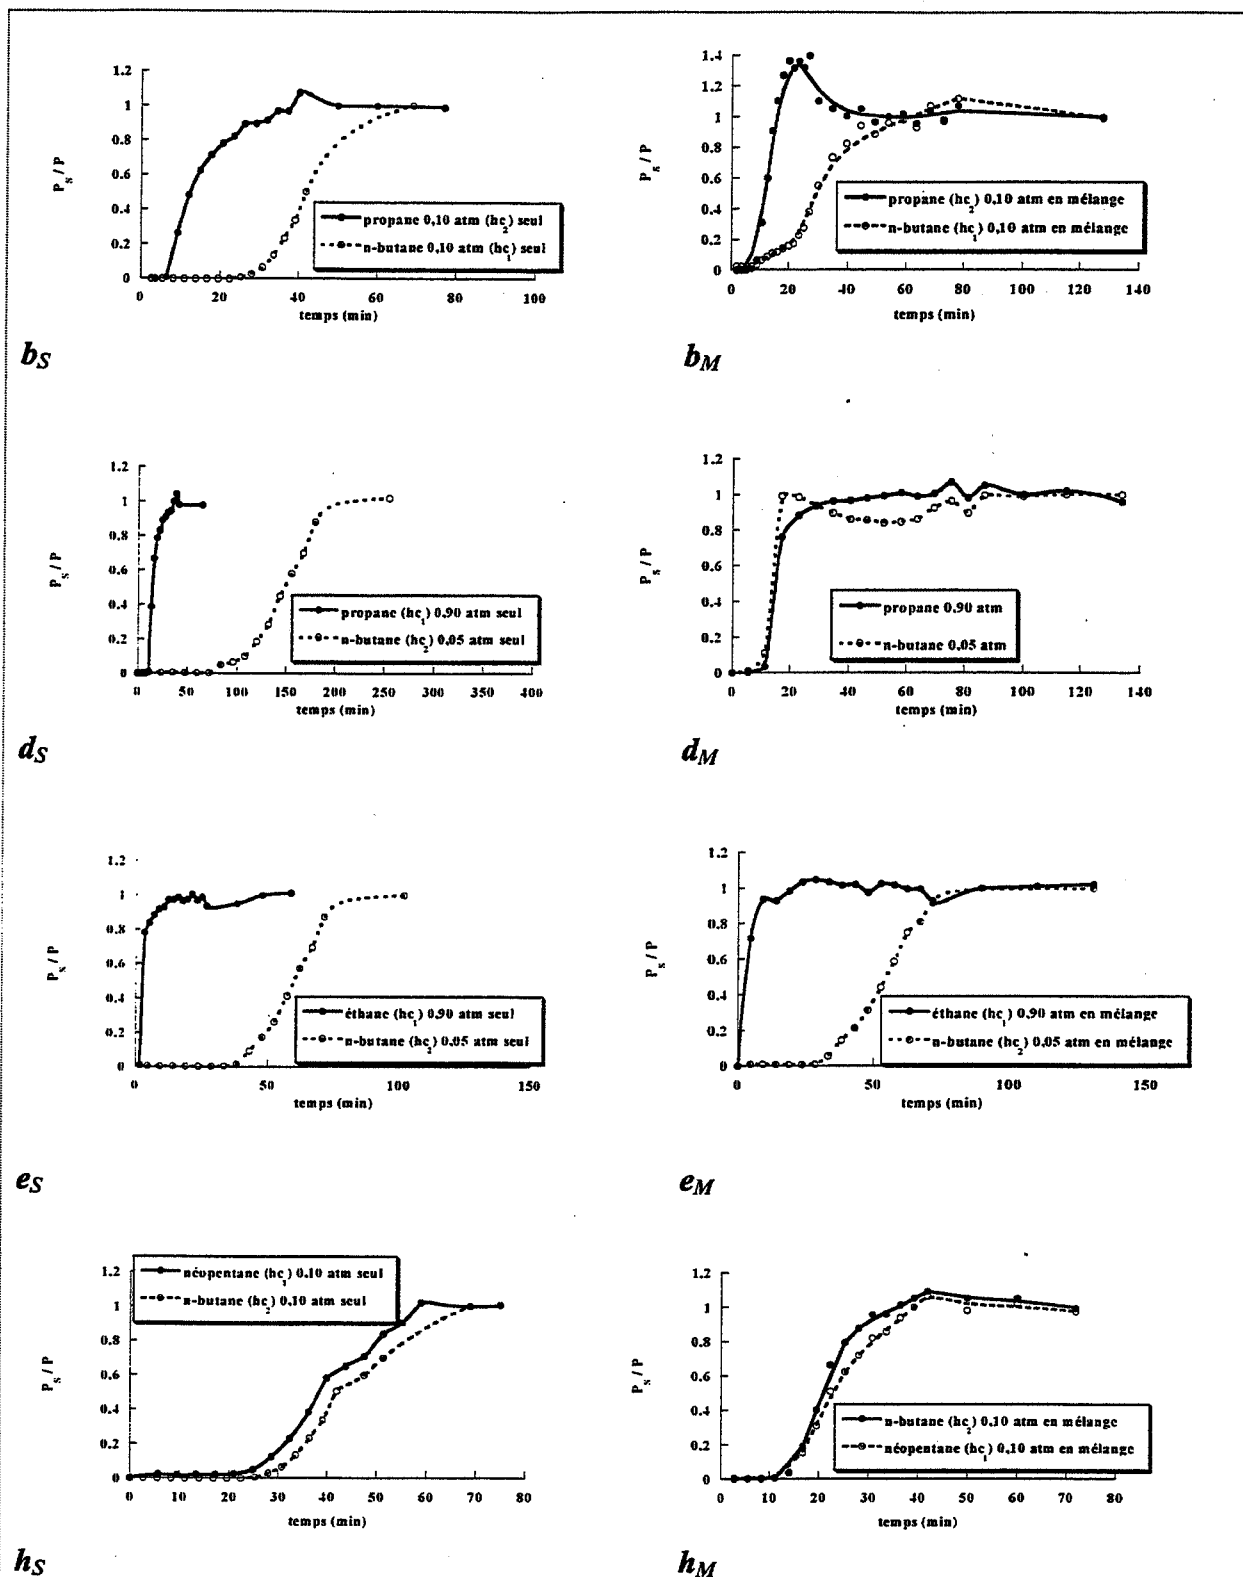 1.2
1
0.8
0.6
0.4
0.2
0
P_s / P
propane 0,10 atm (hc_2) seul
n-butane 0,10 atm (hc_1) seul
0 20 40 60 80 100
temps (min)
b_S
1.4
1.2
1
0.8
0.6
0.4
0.2
0
P_s / P
propane (hc_2) 0,10 atm en mélange
n-butane (hc_1) 0,10 atm en mélange
0 20 40 60 80 100 120 140
temps (min)
b_M
1.2
1
0.8
0.6
0.4
0.2
0
P_s / P
propane (hc_1) 0,90 atm seul
n-butane (hc_2) 0,05 atm seul
0 50 100 150 200 250 300 350 400
temps (min)
d_S
1.2
1
0.8
0.6
0.4
0.2
0
P_s / P
propane 0,90 atm
n-butane 0,05 atm
0 20 40 60 80 100 120 140
temps (min)
d_M
1.2
1
0.8
0.6
0.4
0.2
0
P_s / P
éthane (hc_1) 0,90 atm seul
n-butane (hc_2) 0,05 atm seul
0 50 100 150
temps (min)
e_S
1.2
1
0.8
0.6
0.4
0.2
0
P_s / P
éthane (hc_1) 0,90 atm en mélange
n-butane (hc_2) 0,05 atm en mélange
0 50 100 150
temps (min)
e_M
néopentane (hc_1) 0,10 atm seul
n-butane (hc_2) 0,10 atm seul
1.2
1
0.8
0.6
0.4
0.2
0
P_s / P
0 10 20 30 40 50 60 70 80
temps (min)
h_S
1.2
1
0.8
0.6
0.4
0.2
0
P_s / P
n-butane (hc_2) 0,10 atm en mélange
néopentane (hc_1) 0,10 atm en mélange
0 10 20 30 40 50 60 70 80
temps (min)
h_M